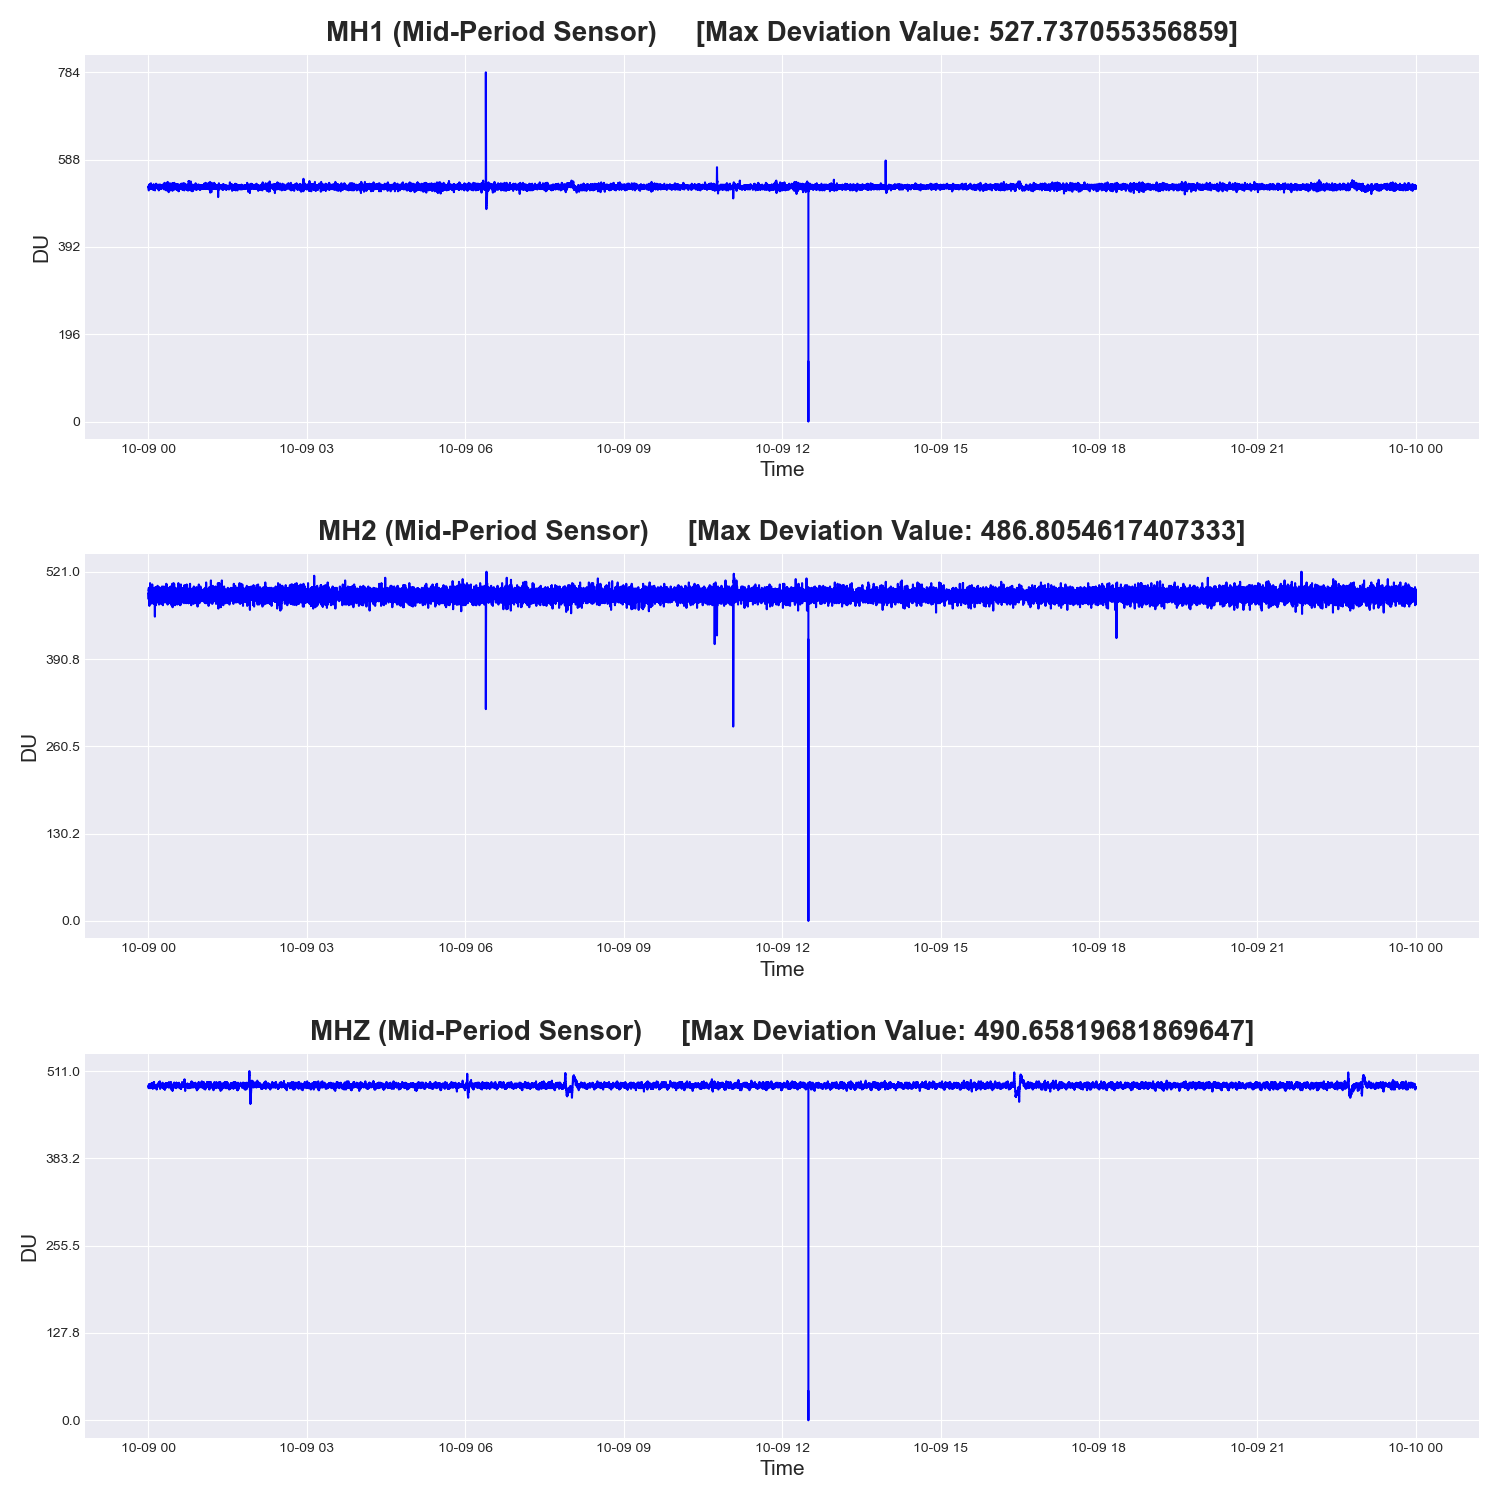 MH1 (Mid-Period Sensor)     [Max Deviation Value: 527.737055356859]
784
588
392
196
0
DU
10-09 00 10-09 03 10-09 06 10-09 09 10-09 12 10-09 15 10-09 18 10-09 21 10-10 00
Time
MH2 (Mid-Period Sensor)     [Max Deviation Value: 486.8054617407333]
521.0
390.8
260.5
130.2
0.0
DU
10-09 00 10-09 03 10-09 06 10-09 09 10-09 12 10-09 15 10-09 18 10-09 21 10-10 00
Time
MHZ (Mid-Period Sensor)     [Max Deviation Value: 490.65819681869647]
511.0
383.2
255.5
127.8
0.0
DU
10-09 00 10-09 03 10-09 06 10-09 09 10-09 12 10-09 15 10-09 18 10-09 21 10-10 00
Time